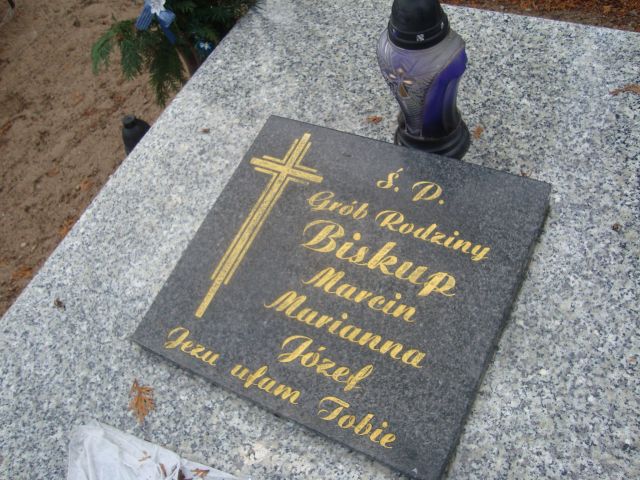 Ś. P.
Grób Rodziny
Biskup
Marcin
Marianna
Józef
Jezu ufam Tobie